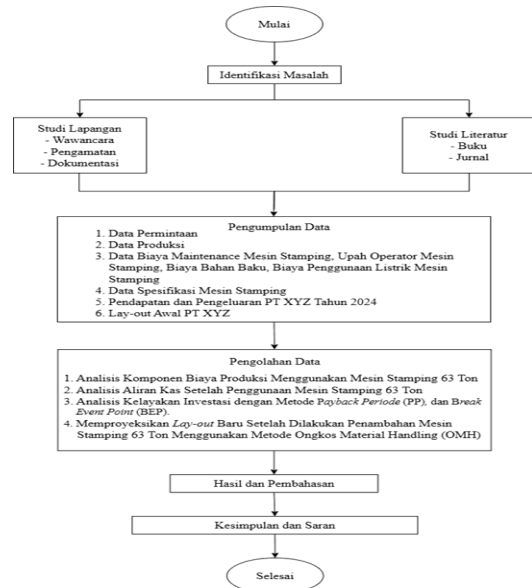 Mulai
Identifikasi Masalah
Studi Lapangan
- Wawancara
- Pengamatan
- Dokumentasi
Studi Literatur
- Buku
- Jurnal
Pengumpulan Data
1. Data Permintaan
2. Data Produksi
3. Data Biaya Maintenance Mesin Stamping, Upah Operator Mesin
Stamping, Biaya Bahan Baku, Biaya Penggunaan Listrik Mesin
Stamping
4. Data Spesifikasi Mesin Stamping
5. Pendapatan dan Pengeluaran PT XYZ Tahun 2024
6. Lay-out Awal PT XYZ
Pengolahan Data
1. Analisis Komponen Biaya Produksi Menggunakan Mesin Stamping 63 Ton
2. Analisis Aliran Kas Setelah Penggunaan Mesin Stamping 63 Ton
3. Analisis Kelayakan Investasi dengan Metode Payback Periode (PP), dan Break
Event Point (BEP).
4. Memproyeksikan Lay-out Baru Setelah Dilakukan Penambahan Mesin
Stamping 63 Ton Menggunakan Metode Ongkos Material Handling (OMH)
Hasil dan Pembahasan
Kesimpulan dan Saran
Selesai